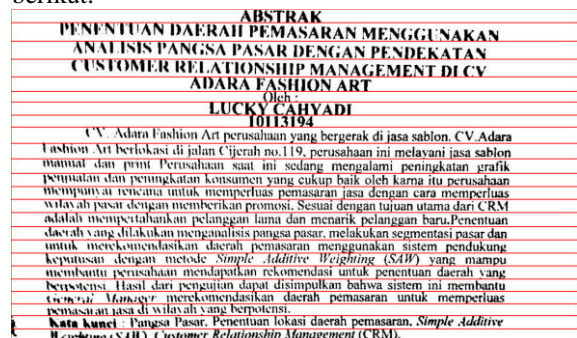 berikut.
ABSTRAK
PENENTUAN DAERAH PEMASARAN MENGGUNAKAN
ANALISIS PANGSA PASAR DENGAN PENDEKATAN
CUSTOMER RELATIONSHIP MANAGEMENT DI CV
ADARA FASHION ART
Oleh :
LUCKY CAHYADI
10113194
CV. Adara Fashion Art perusahaan yang bergerak di jasa sablon. CV.Adara
Fashion Art berlokasi di jalan Cijerah no.119, perusahaan ini melayani jasa sablon
manual dan print Perusahaan saat ini sedang mengalami peningkatan grafik
penjualan dan peningkatan konsumen yang cukup baik oleh karna itu perusahaan
mempunyai rencana untuk memperluas pemasaran jasa dengan cara memperluas
wilayah pasar dengan memberikan promosi. Sesuai dengan tujuan utama dari CRM
adalah mempertahankan pelanggan lama dan menarik pelanggan baru.Penentuan
daerah yang dilakukan menganalisis pangsa pasar, melakukan segmentasi pasar dan
untuk merekomendasikan daerah pemasaran menggunakan sistem pendukung
keputusan dengan metode Simple Additive Weighting (SAW) yang mampu
membantu perusahaan mendapatkan rekomendasi untuk penentuan daerah yang
berpotensi. Hasil dari pengujian dapat disimpulkan bahwa sistem ini membantu
General Manager merekomendasikan daerah pemasaran untuk memperluas
pemasaran jasa di wilayah yang berpotensi.
Kata kunci : Pangsa Pasar, Penentuan lokasi daerah pemasaran, Simple Additive
Weighting (SAW), Customer Relationship Management (CRM).